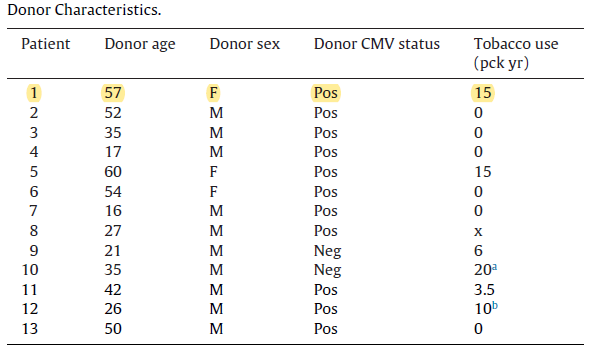 Donor Characteristics.
Patient Donor age Donor sex Donor CMV status Tobacco use
(pck yr)
1 57 F Pos 15
2 52 M Pos 0
3 35 M Pos 0
4 17 M Pos 0
5 60 F Pos 15
6 54 F Pos 0
7 16 M Pos 0
8 27 M Pos x
9 21 M Neg 6
10 35 M Neg 20ᵃ
11 42 M Pos 3.5
12 26 M Pos 10ᵇ
13 50 M Pos 0